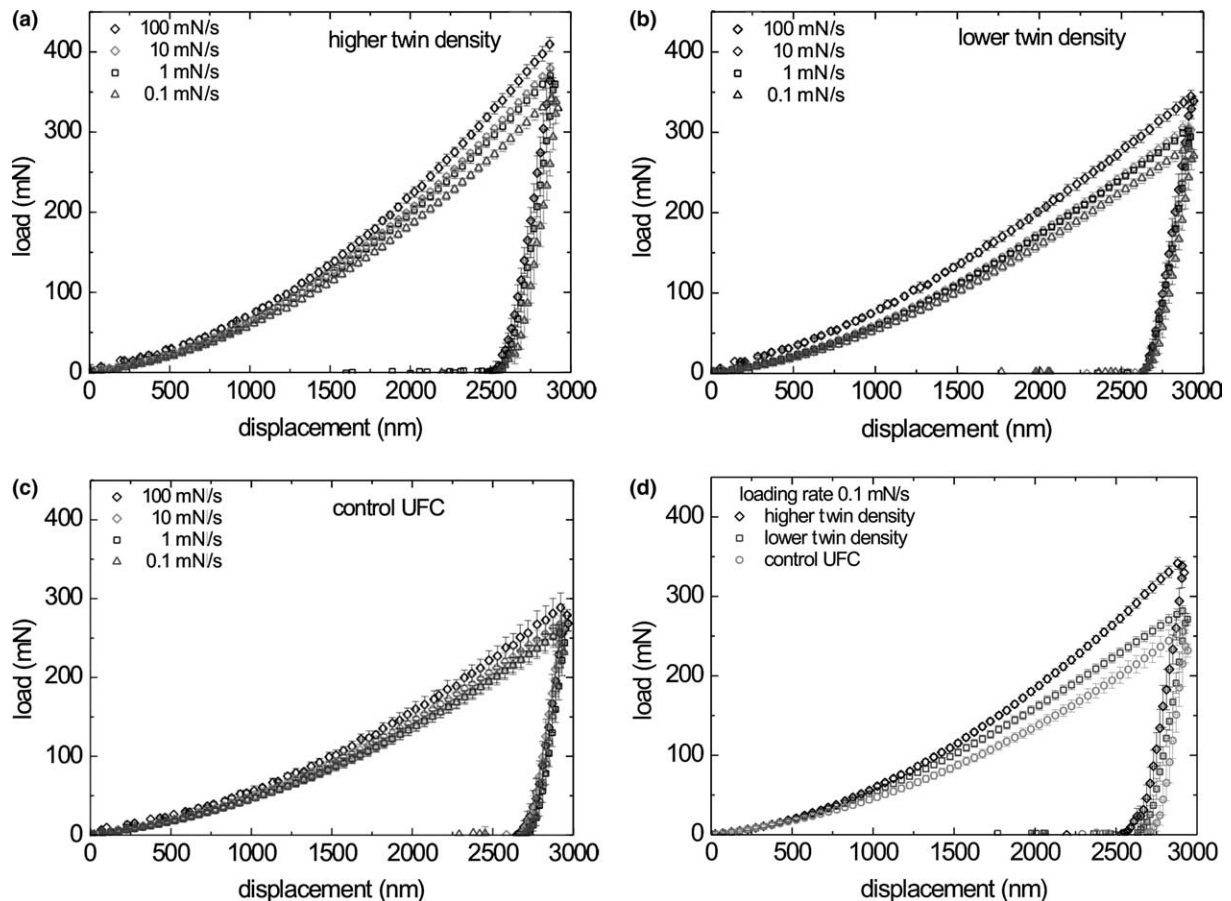 (a)
100 mN/s
10 mN/s
1 mN/s
0.1 mN/s
higher twin density
400
300
200
100
0
load (mN)
0 500 1000 1500 2000 2500 3000
displacement (nm)
(b)
100 mN/s
10 mN/s
1 mN/s
0.1 mN/s
lower twin density
400
300
200
100
0
load (mN)
0 500 1000 1500 2000 2500 3000
displacement (nm)
(c)
100 mN/s
10 mN/s
1 mN/s
0.1 mN/s
control UFC
400
300
200
100
0
load (mN)
0 500 1000 1500 2000 2500 3000
displacement (nm)
(d)
loading rate 0.1 mN/s
higher twin density
lower twin density
control UFC
400
300
200
100
0
load (mN)
0 500 1000 1500 2000 2500 3000
displacement (nm)